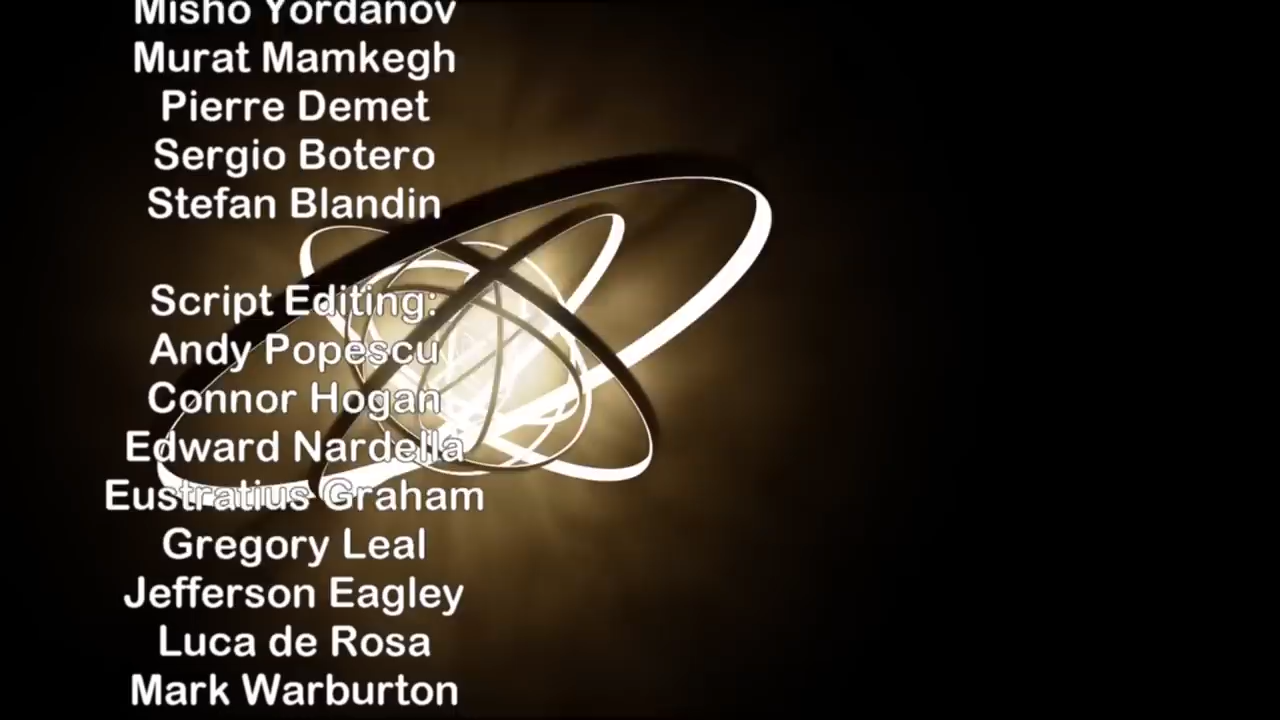 Misho Yordanov
Murat Mamkegh
Pierre Demet
Sergio Botero
Stefan Blandin
Script Editing:
Andy Popescu
Connor Hogan
Edward Nardella
Eustratius Graham
Gregory Leal
Jefferson Eagley
Luca de Rosa
Mark Warburton